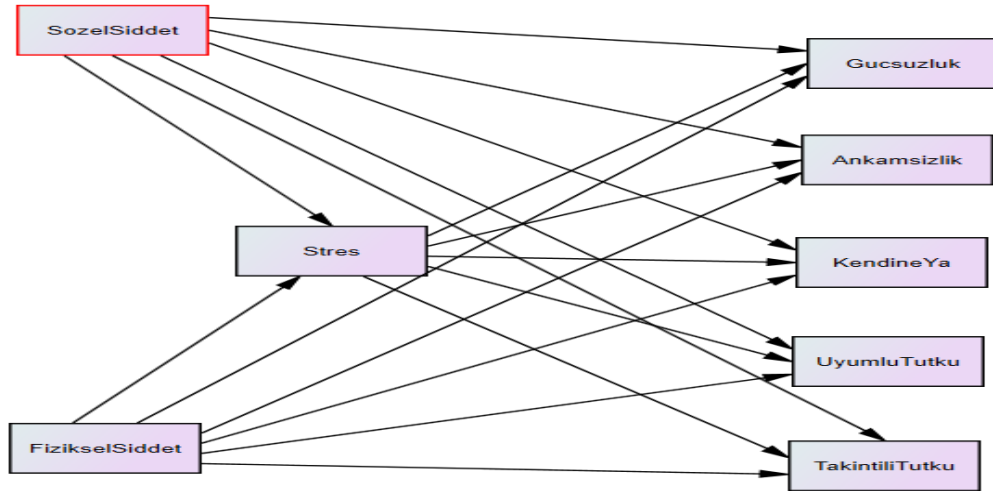 SozelSiddet
Gucsuzluk
Ankamsizlik
Stres
KendineYa
UyumluTutku
FizikselSiddet
TakintiliTutku